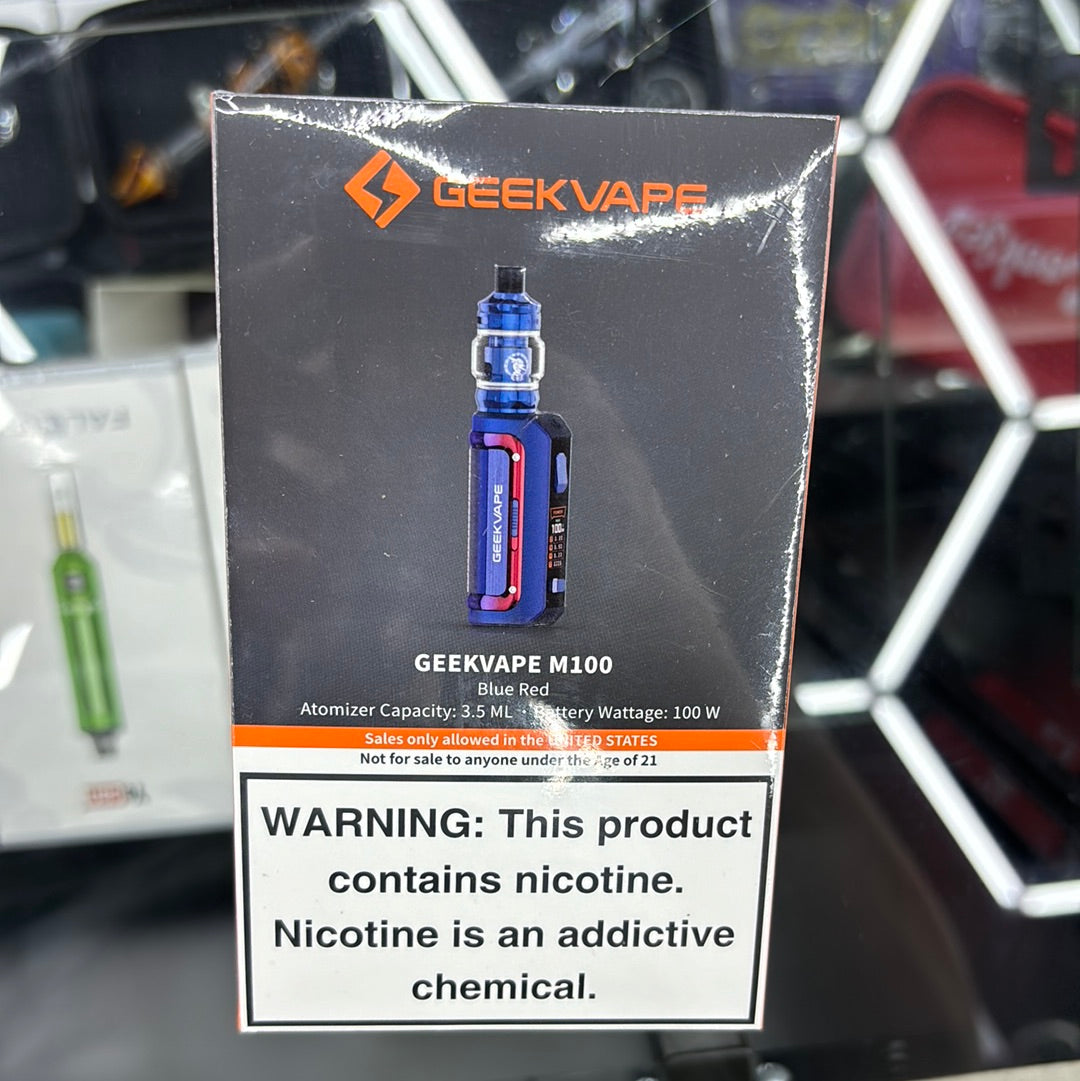 GEEKVAPE
GEEKVAPE
GEEKVAPE M100
Blue Red
Atomizer Capacity: 3.5 ML Battery Wattage: 100 W
Sales only allowed in the UNITED STATES
Not for sale to anyone under the Age of 21
WARNING: This product
contains nicotine.
Nicotine is an addictive
chemical.